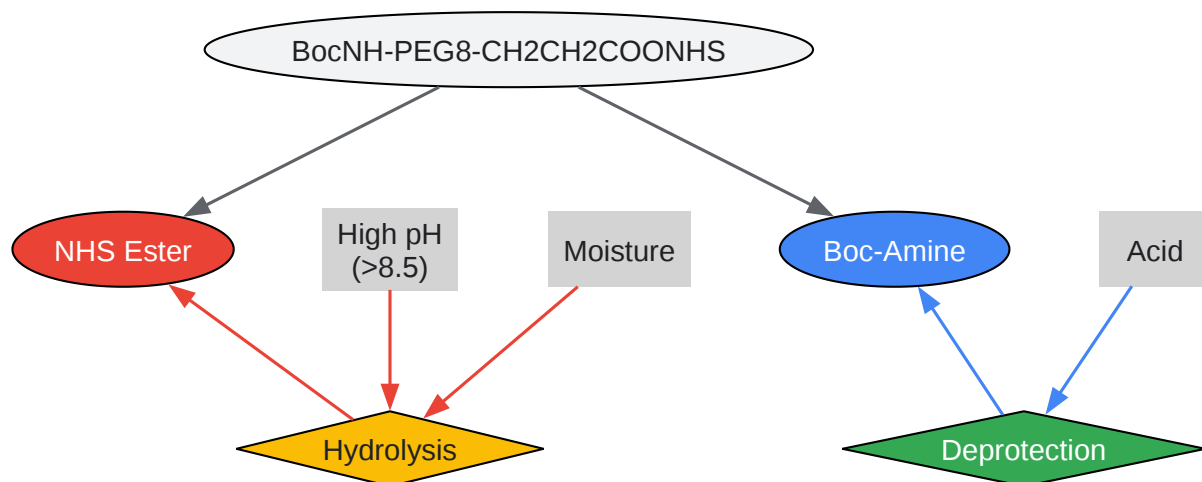 BocNH-PEG8-CH2CH2COONHS
NHS Ester
High pH
(>8.5)
Moisture
Boc-Amine
Acid
Hydrolysis
Deprotection